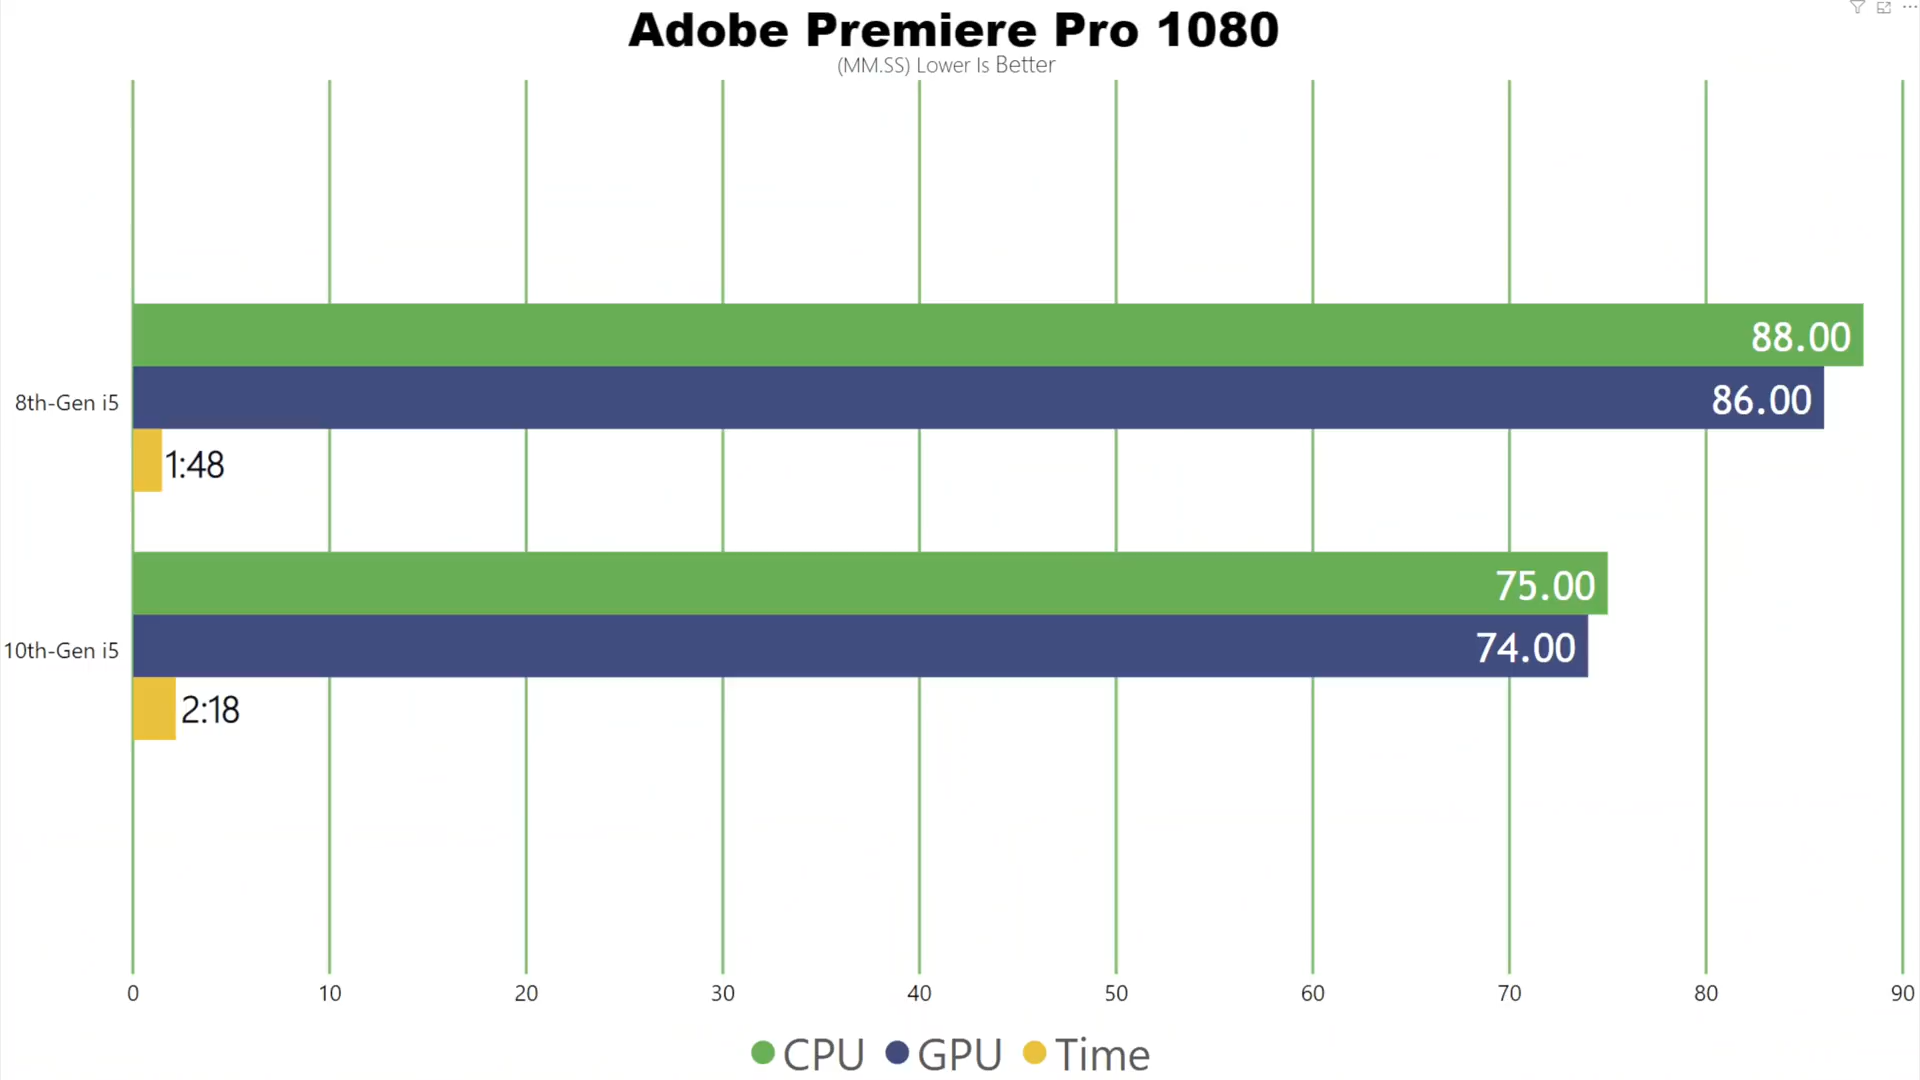 Adobe Premiere Pro 1080
(MM.SS) Lower Is Better
88.00
8th-Gen i5
86.00
1:48
75.00
10th-Gen i5
74.00
2:18
0 10 20 30 40 50 60 70 80 90
CPU GPU Time